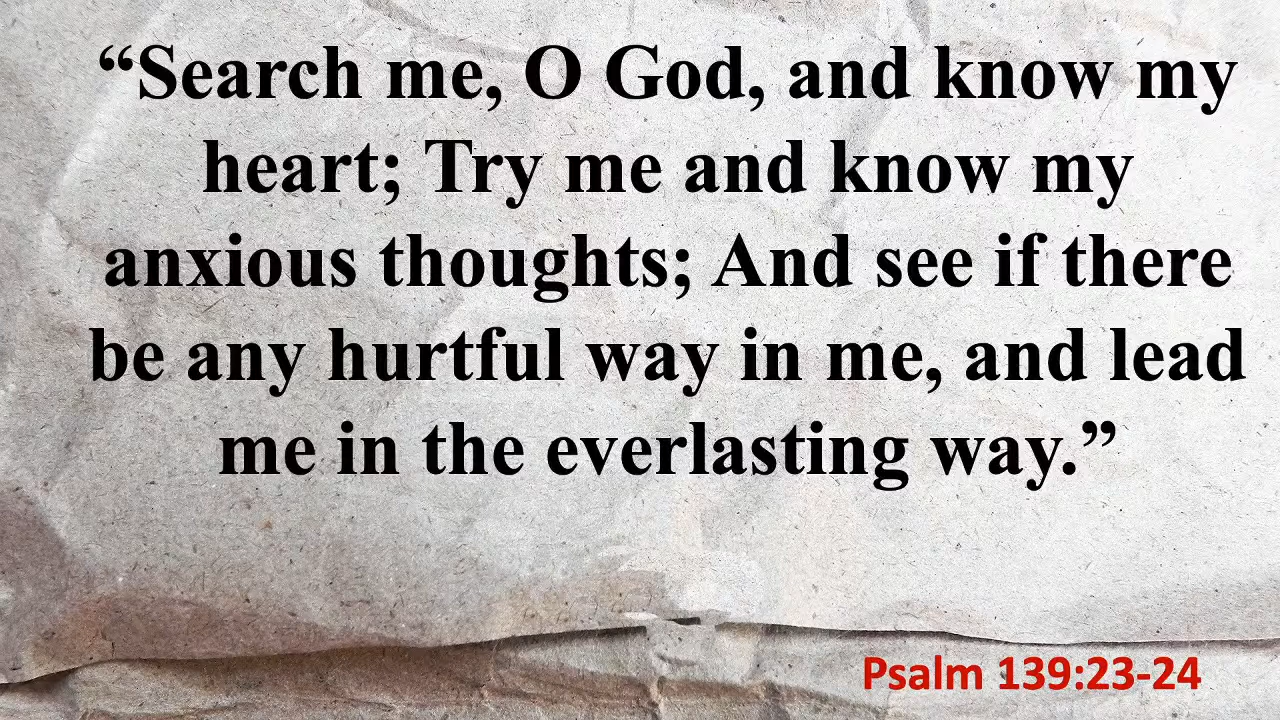 “Search me, O God, and know my
heart; Try me and know my
anxious thoughts; And see if there
be any hurtful way in me, and lead
me in the everlasting way.”
Psalm 139:23-24